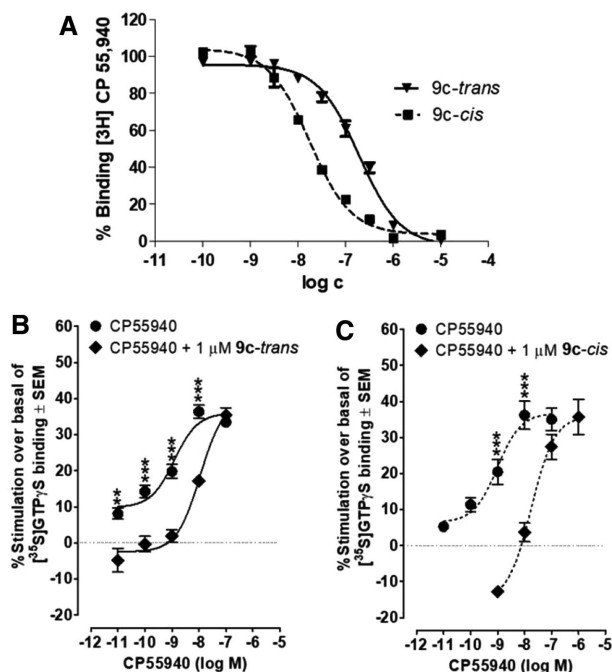 A
120
100
80
60
40
20
0
% Binding [3H] CP 55,940
-11 -10 -9 -8 -7 -6 -5 -4
log c
9c-trans
9c-cis
B
CP55940
CP55940 + 1 μM 9c-trans
60
50
40
30
20
10
0
-10
-20
%Stimulation over basal of
[³⁵S]GTPγS binding ± SEM
**
***
***
***
-12 -11 -10 -9 -8 -7 -6 -5
CP55940 (log M)
C
CP55940
CP55940 + 1 μM 9c-cis
60
50
40
30
20
10
0
-10
-20
%Stimulation over basal of
[³⁵S]GTPγS binding ± SEM
***
***
-12 -11 -10 -9 -8 -7 -6 -5
CP55940 (log M)